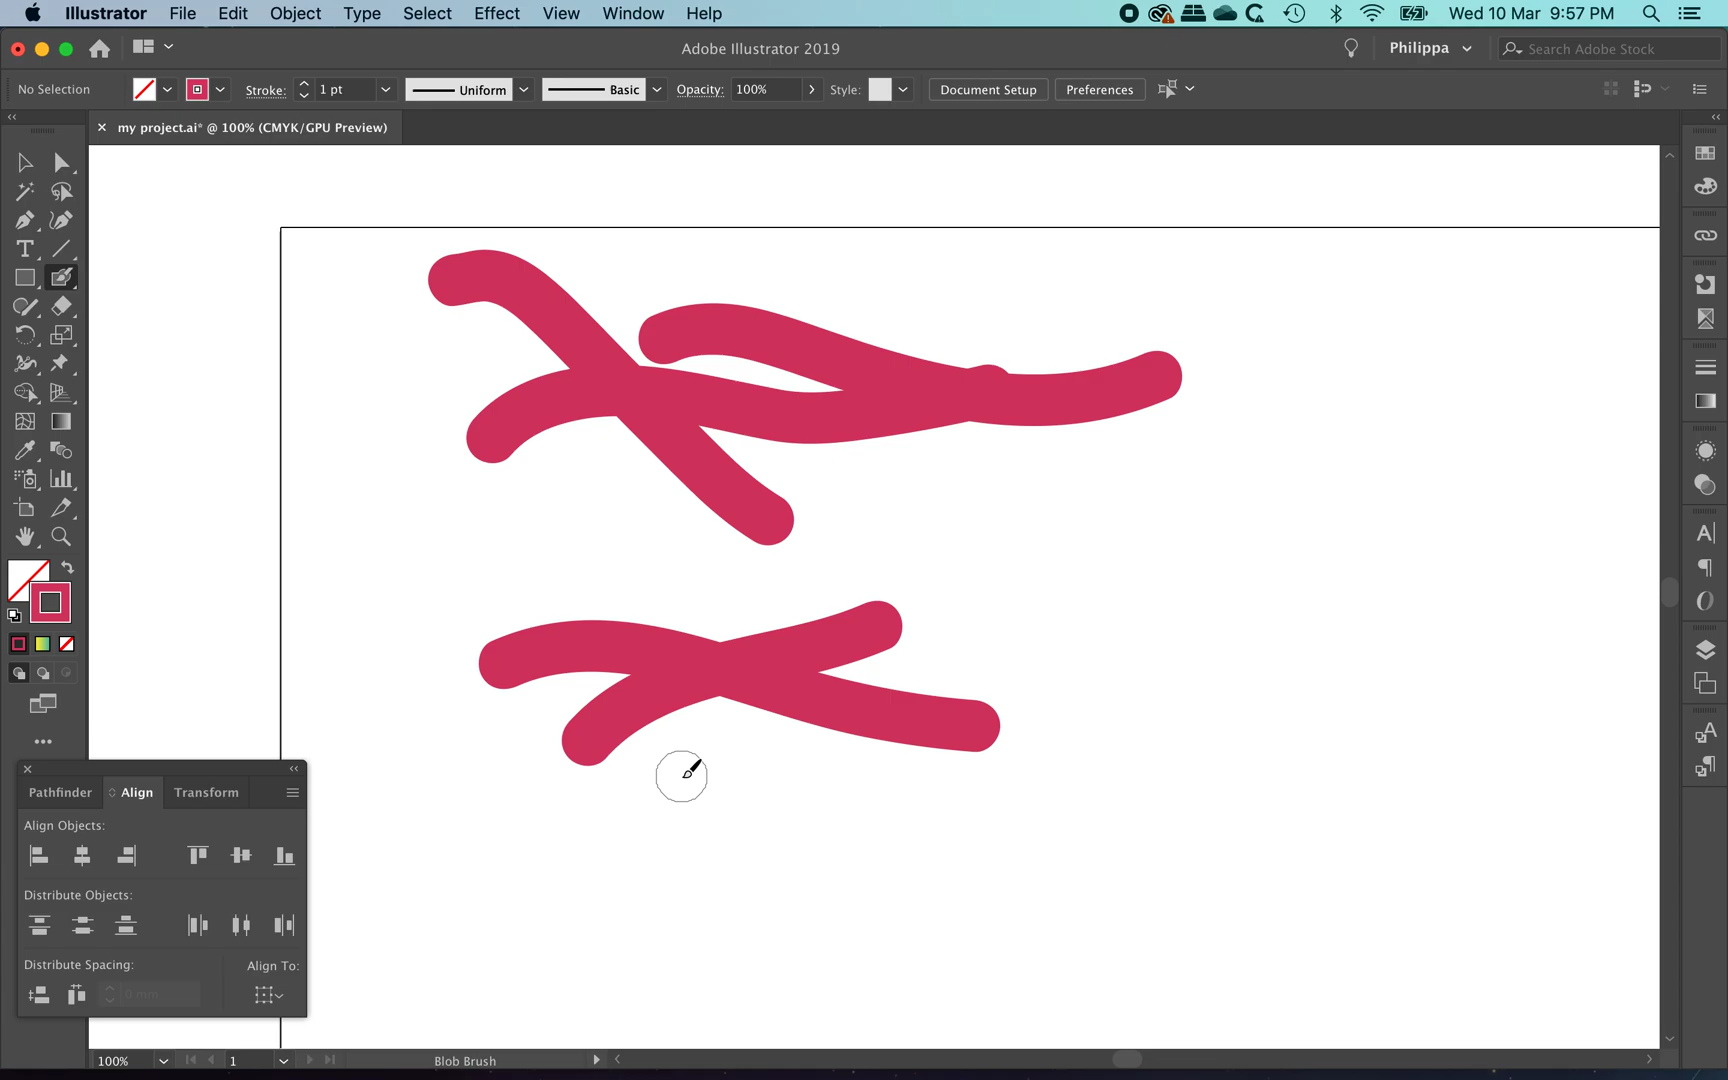 Illustrator File Edit Object Type Select Effect View Window Help Wed 10 Mar 9:57 PM
Adobe Illustrator 2019 Philippa Search Adobe Stock
No Selection Stroke: 1 pt Uniform Basic Opacity: 100% Style: Document Setup Preferences
my project.ai* @ 100% (CMYK/GPU Preview)
Pathfinder Align Transform
Align Objects:
Distribute Objects:
Distribute Spacing: Align To:
0 mm
100% 1 Blob Brush